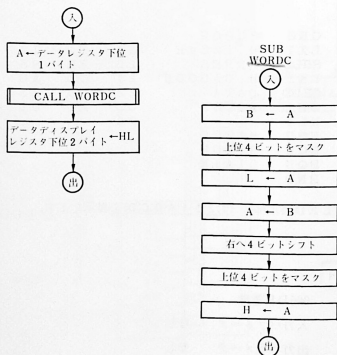 入
A←データレジスタ下位
1バイト
CALL WORDC
データディスプレイ
レジスタ下位2バイト←HL
出
SUB
WORDC
入
B ← A
上位4ビットをマスク
L ← A
A ← B
右へ4ビットシフト
上位4ビットをマスク
H ← A
出